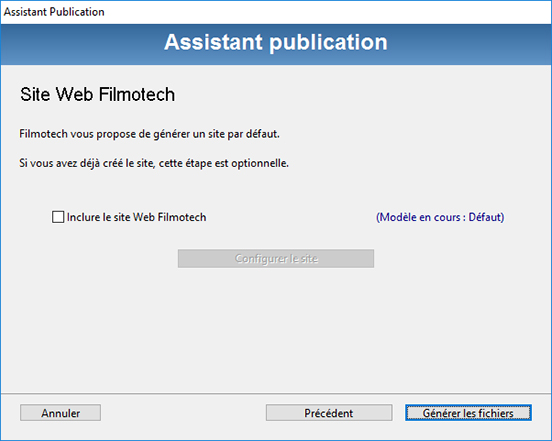 Assistant Publication
Assistant publication
Site Web Filmotech
Filmotech vous propose de générer un site par défaut.
Si vous avez déjà créé le site, cette étape est optionnelle.
Inclure le site Web Filmotech (Modèle en cours : Défaut)
Configurer le site
Annuler Précédent Générer les fichiers